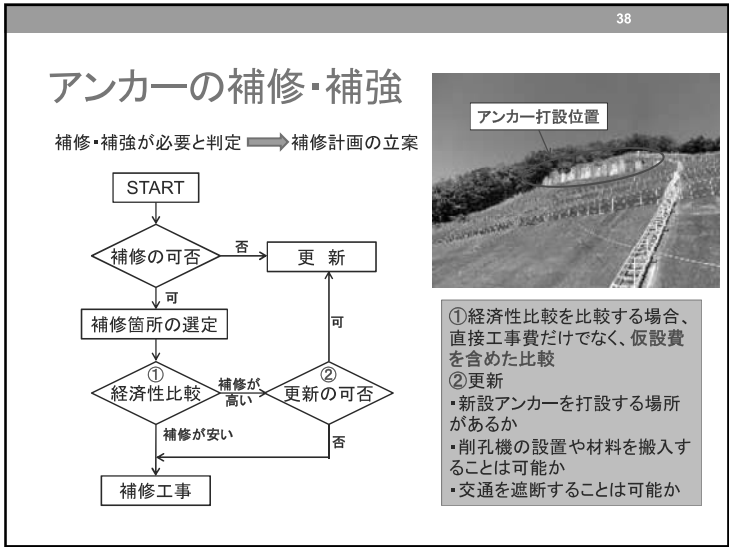 38
アンカーの補修・補強
補修・補強が必要と判定 補修計画の立案
アンカー打設位置
START
補修の可否
否
更 新
可
補修箇所の選定
可
①
経済性比較
補修が
高い
②
更新の可否
補修が安い
否
補修工事
①経済性比較を比較する場合、
直接工事費だけでなく、仮設費
を含めた比較
②更新
・新設アンカーを打設する場所
があるか
・削孔機の設置や材料を搬入す
ることは可能か
・交通を遮断することは可能か